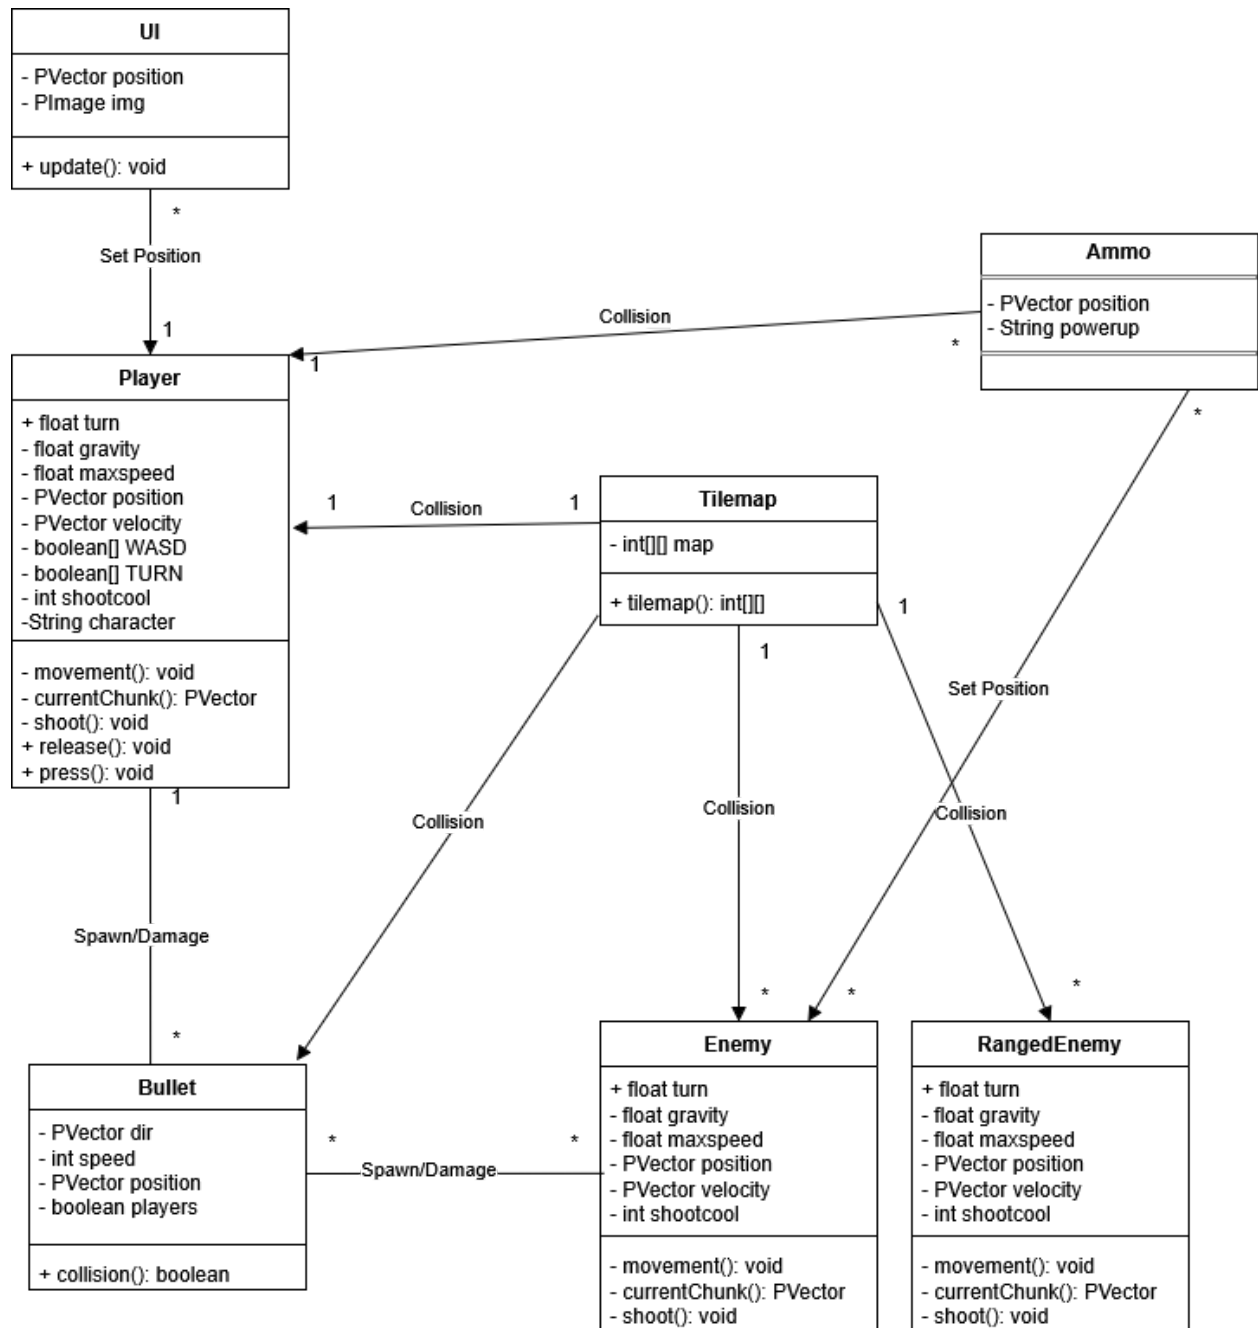 UI
- PVector position
- PImage img
+ update(): void
*
Set Position
1
Ammo
- PVector position
- String powerup
*
*
Collision
1
Player
+ float turn
- float gravity
- float maxspeed
- PVector position
- PVector velocity
- boolean[] WASD
- boolean[] TURN
- int shootcool
-String character
- movement(): void
- currentChunk(): PVector
- shoot(): void
+ release(): void
+ press(): void
1
1
Collision
1
Tilemap
- int[][] map
+ tilemap(): int[][]
1
1
Set Position
Collision
Collision
Collision
Spawn/Damage
*
*
*
*
Bullet
- PVector dir
- int speed
- PVector position
- boolean players
+ collision(): boolean
*
Spawn/Damage
*
Enemy
+ float turn
- float gravity
- float maxspeed
- PVector position
- PVector velocity
- int shootcool
- movement(): void
- currentChunk(): PVector
- shoot(): void
RangedEnemy
+ float turn
- float gravity
- float maxspeed
- PVector position
- PVector velocity
- int shootcool
- movement(): void
- currentChunk(): PVector
- shoot(): void